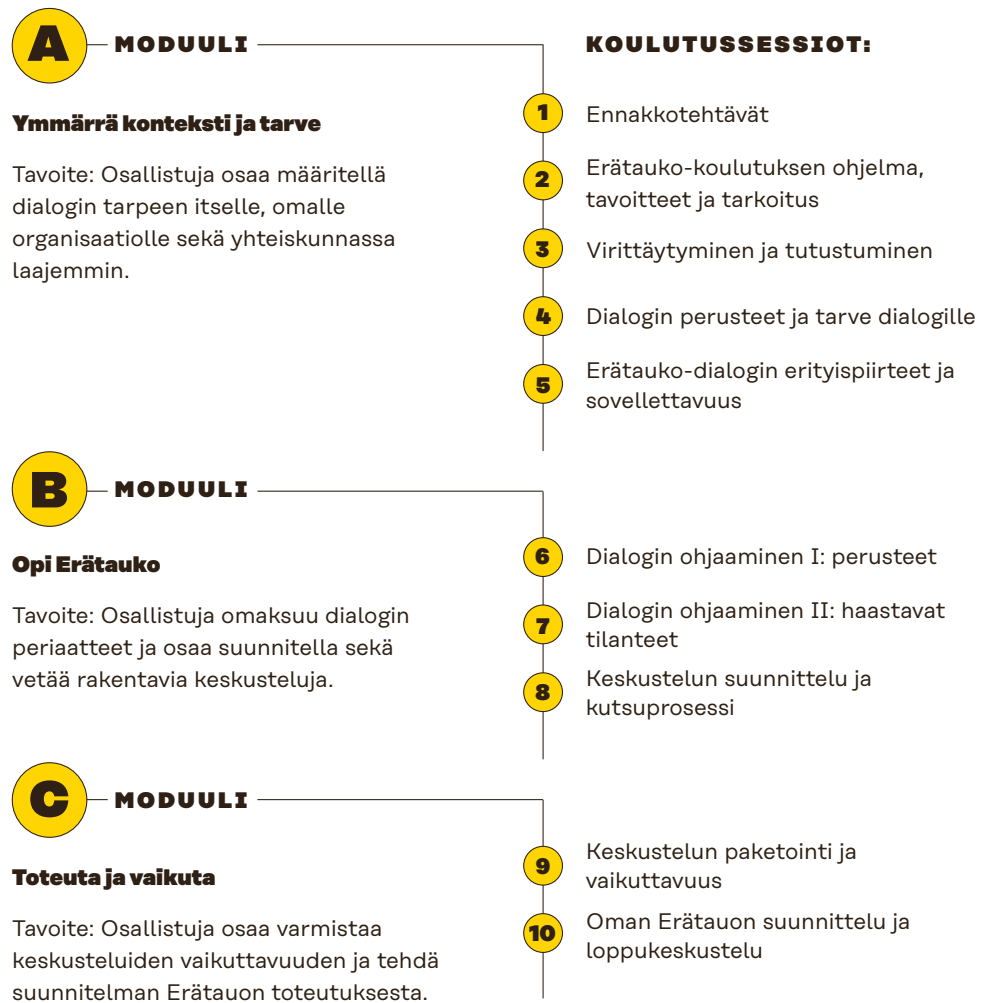 A MODUULI
Ymmärrä konteksti ja tarve
Tavoite: Osallistuja osaa määritellä
dialogin tarpeen itselle, omalle
organisaatiolle sekä yhteiskunnassa
laajemmin.
KOULUTUSSESSIOT:
1 Ennakkotehtävät
2 Erätauko-koulutuksen ohjelma,
tavoitteet ja tarkoitus
3 Virittäytyminen ja tutustuminen
4 Dialogin perusteet ja tarve dialogille
5 Erätauko-dialogin erityispiirteet ja
sovellettavuus
B MODUULI
Opi Erätauko
Tavoite: Osallistuja omaksuu dialogin
periaatteet ja osaa suunnitella sekä
vetää rakentavia keskusteluja.
6 Dialogin ohjaaminen I: perusteet
7 Dialogin ohjaaminen II: haastavat
tilanteet
8 Keskustelun suunnittelu ja
kutsuprosessi
C MODUULI
Toteuta ja vaikuta
Tavoite: Osallistuja osaa varmistaa
keskusteluiden vaikuttavuuden ja tehdä
suunnitelman Erätauon toteutuksesta.
9 Keskustelun paketointi ja
vaikuttavuus
10 Oman Erätauon suunnittelu ja
loppukeskustelu